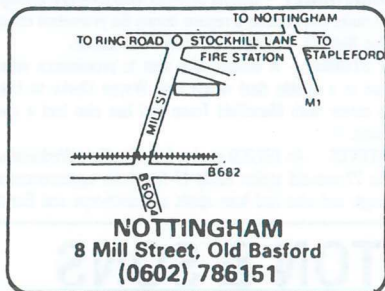 TO NOTTINGHAM
TO RING ROAD STOCKHILL LANE TO STAPLEFORD
FIRE STATION
MILL ST
M1
B682
B6004
NOTTINGHAM
8 Mill Street, Old Basford
(0602) 786151